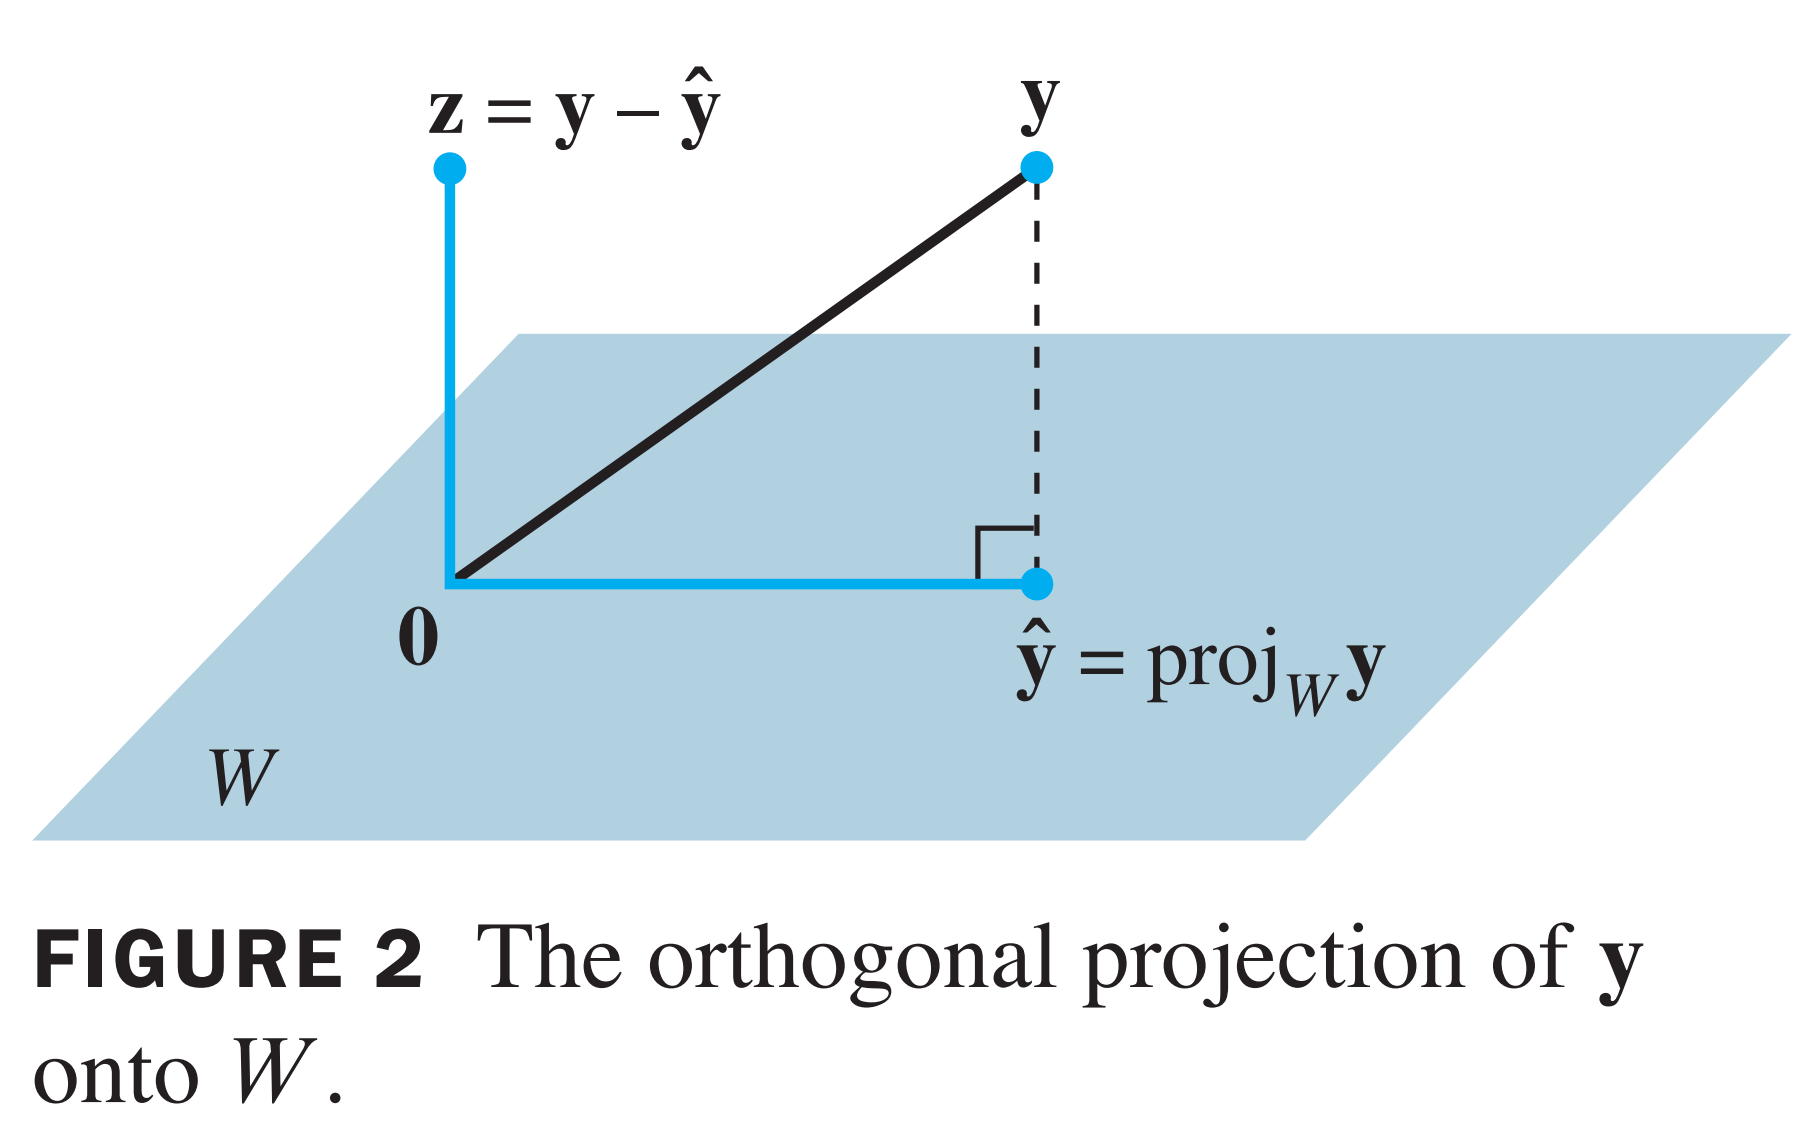 z = y – ŷ
y
0
ŷ = proj_W y
W
FIGURE 2 The orthogonal projection of y
onto W.